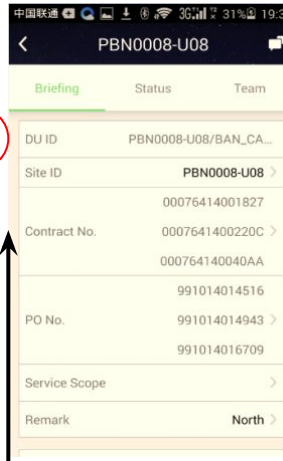 中国联通 3G 31% 19:3
PBN0008-U08
Briefing Status Team
DU ID PBN0008-U08/BAN_CA...
Site ID PBN0008-U08
00076414001827
Contract No. 0007641400220C
000764140040AA
991014014516
PO No. 991014014943
991014016709
Service Scope
Remark North